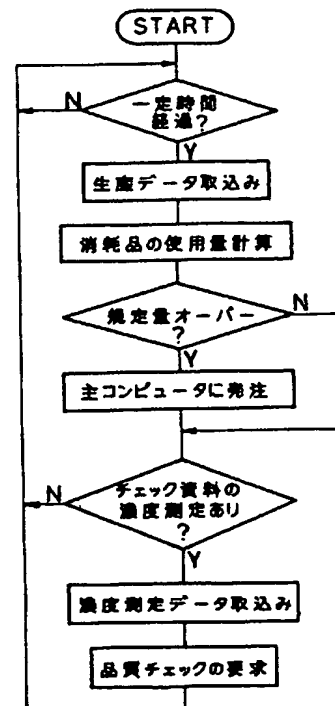 START
N
一定時間
経過?
Y
生産データ取込み
消耗品の使用量計算
規定量オーバー
?
N
Y
主コンピュータに発注
チェック資料の
濃度測定あり
?
N
Y
濃度測定データ取込み
品質チェックの要求